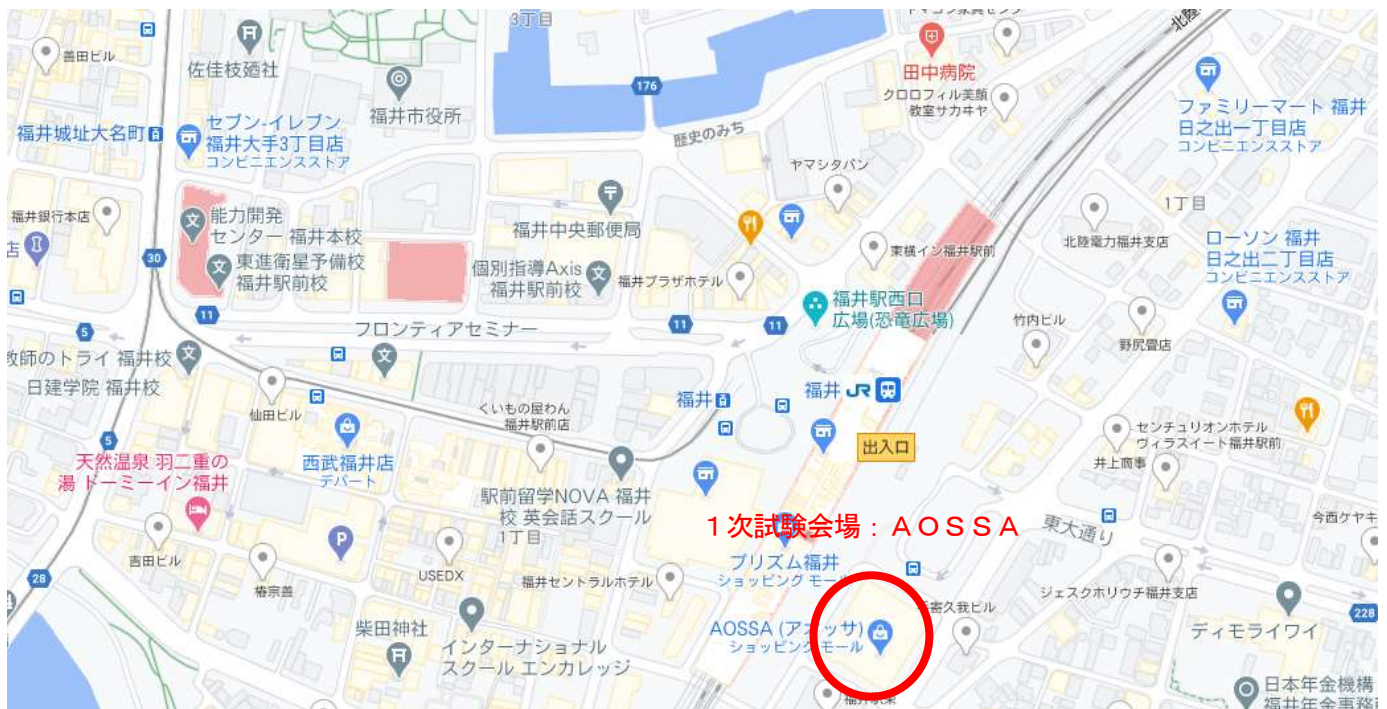 3丁目
北陸
善田ビル
佐佳枝廼社
福井市役所
176
田中病院
クロロフィル美顔
教室サカキヤ
ファミリーマート 福井
日之出一丁目店
コンビニエンスストア
福井城址大名町
セブン-イレブン
福井大手3丁目店
コンビニエンスストア
歴史のみち
ヤマシタパン
1丁目
福井銀行本店
店
能力開発
センター 福井本校
東進衛星予備校
福井駅前校
福井中央郵便局
個別指導Axis
福井駅前校
福井プラザホテル
東横イン福井駅前
北陸電力福井支店
ローソン 福井
日之出二丁目店
コンビニエンスストア
30
11
フロンティアセミナー
11
11
福井駅西口
広場(恐竜広場)
竹内ビル
野尻畳店
5
教師のトライ 福井校
日建学院 福井校
仙田ビル
くいもの屋わん
福井駅前店
福井
福井 JR
出入口
センチュリオンホテル
ヴィラスイート福井駅前
井上商事
5
天然温泉 羽二重の
湯 ドーミーイン福井
西武福井店
デパート
P
駅前留学NOVA 福井
校 英会話スクール
1丁目
1次試験会場：AOSSA
東大通り
今西ケヤキ
プリズム福井
ショッピング モール
吉田ビル
28
椿宗善
USEDX
福井セントラルホテル
ジェスクホリウチ福井支店
228
ディモライワイ
柴田神社
インターナショナル
スクール エンカレッジ
AOSSA (アオッサ)
ショッピング モール
手寄久我ビル
日本年金機構
福井年金事務所